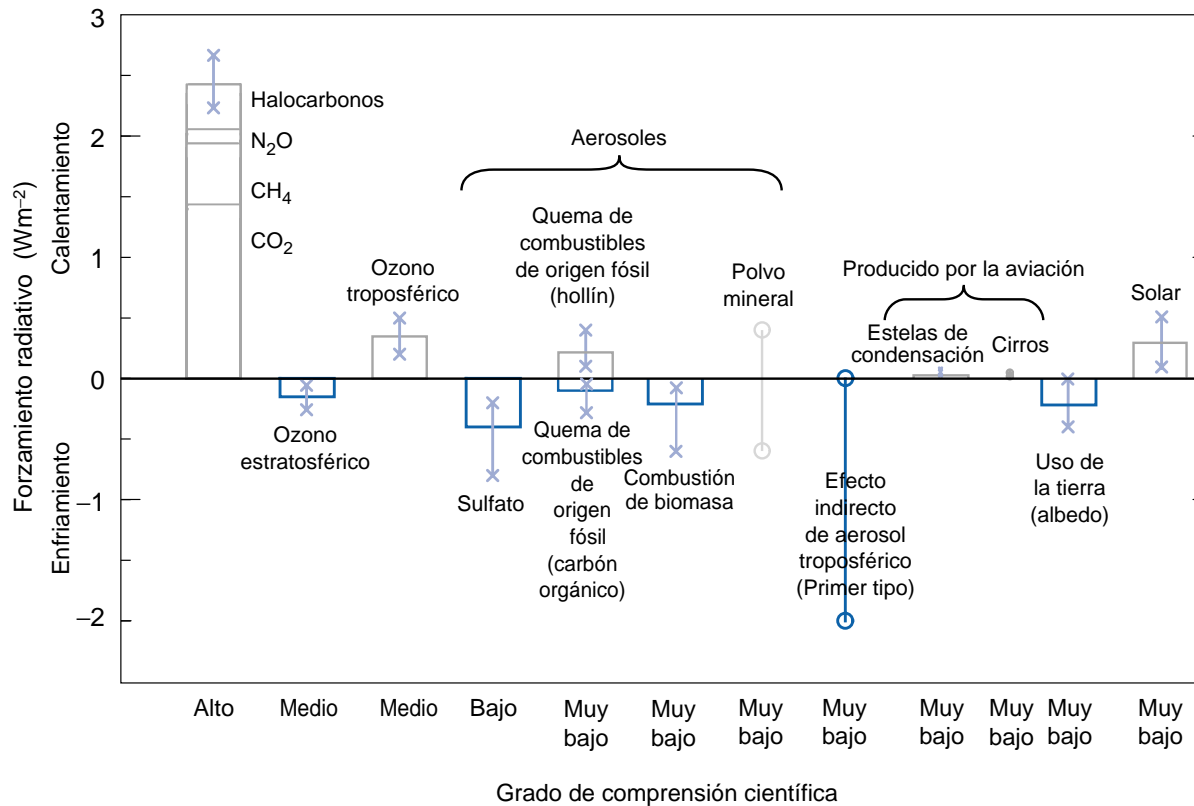 3
2
1
0
–1
–2
Forzamiento radiativo (Wm–2)
Calentamiento
Enfriamiento
Halocarbonos
N2O
CH4
CO2
Ozono
estratosférico
Ozono
troposférico
Aerosoles
Sulfato
Quema de
combustibles
de origen fósil
(hollín)
Quema de
combustibles
de
origen
fósil
(carbón
orgánico)
Combustión
de biomasa
Polvo
mineral
Efecto
indirecto
de aerosol
troposférico
(Primer tipo)
Producido por la aviación
Estelas de
condensación
Cirros
Uso de
la tierra
(albedo)
Solar
Alto
Medio
Medio
Bajo
Muy
bajo
Muy
bajo
Muy
bajo
Muy
bajo
Muy
bajo
Muy
bajo
Muy
bajo
Muy
bajo
Grado de comprensión científica